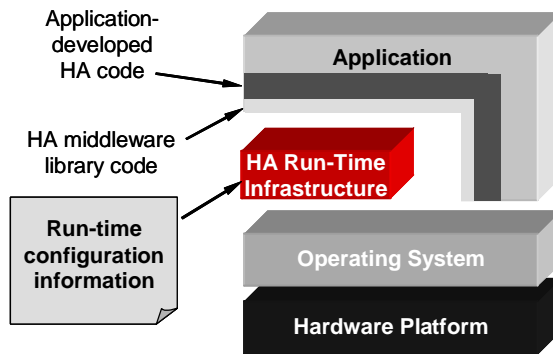 Application-
developed
HA code
Application
HA middleware
library code
HA Run-Time
Infrastructure
Run-time
configuration
information
Operating System
Hardware Platform